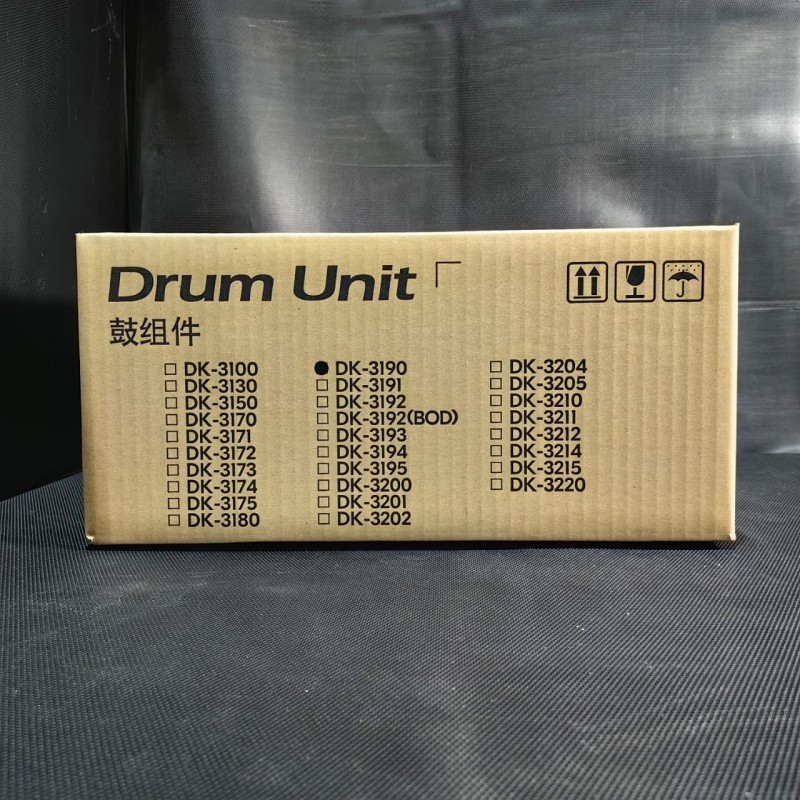 Drum Unit
鼓组件
DK-3100
DK-3130
DK-3150
DK-3170
DK-3171
DK-3172
DK-3173
DK-3174
DK-3175
DK-3180
DK-3190
DK-3191
DK-3192
DK-3192(BOD)
DK-3193
DK-3194
DK-3195
DK-3200
DK-3201
DK-3202
DK-3204
DK-3205
DK-3210
DK-3211
DK-3212
DK-3214
DK-3215
DK-3220